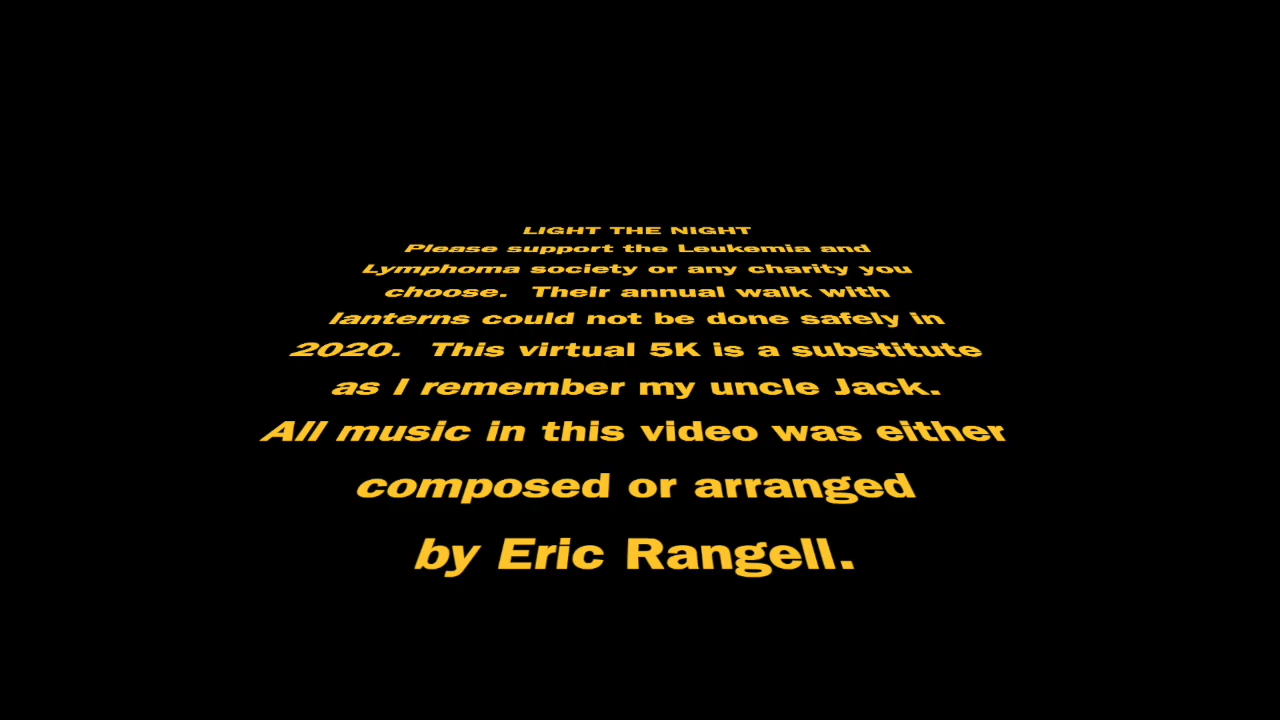 LIGHT THE NIGHT
Please support the Leukemia and
Lymphoma society or any charity you
choose.  Their annual walk with
lanterns could not be done safely in
2020.  This virtual 5K is a substitute
as I remember my uncle Jack.
All music in this video was either
composed or arranged
by Eric Rangell.